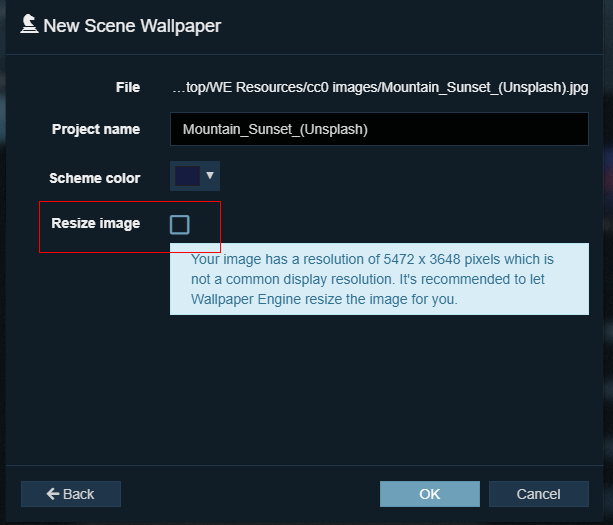 New Scene Wallpaper
File …top/WE Resources/cc0 images/Mountain_Sunset_(Unsplash).jpg
Project name Mountain_Sunset_(Unsplash)
Scheme color
Resize image
Your image has a resolution of 5472 x 3648 pixels which is
not a common display resolution. It's recommended to let
Wallpaper Engine resize the image for you.
Back OK Cancel